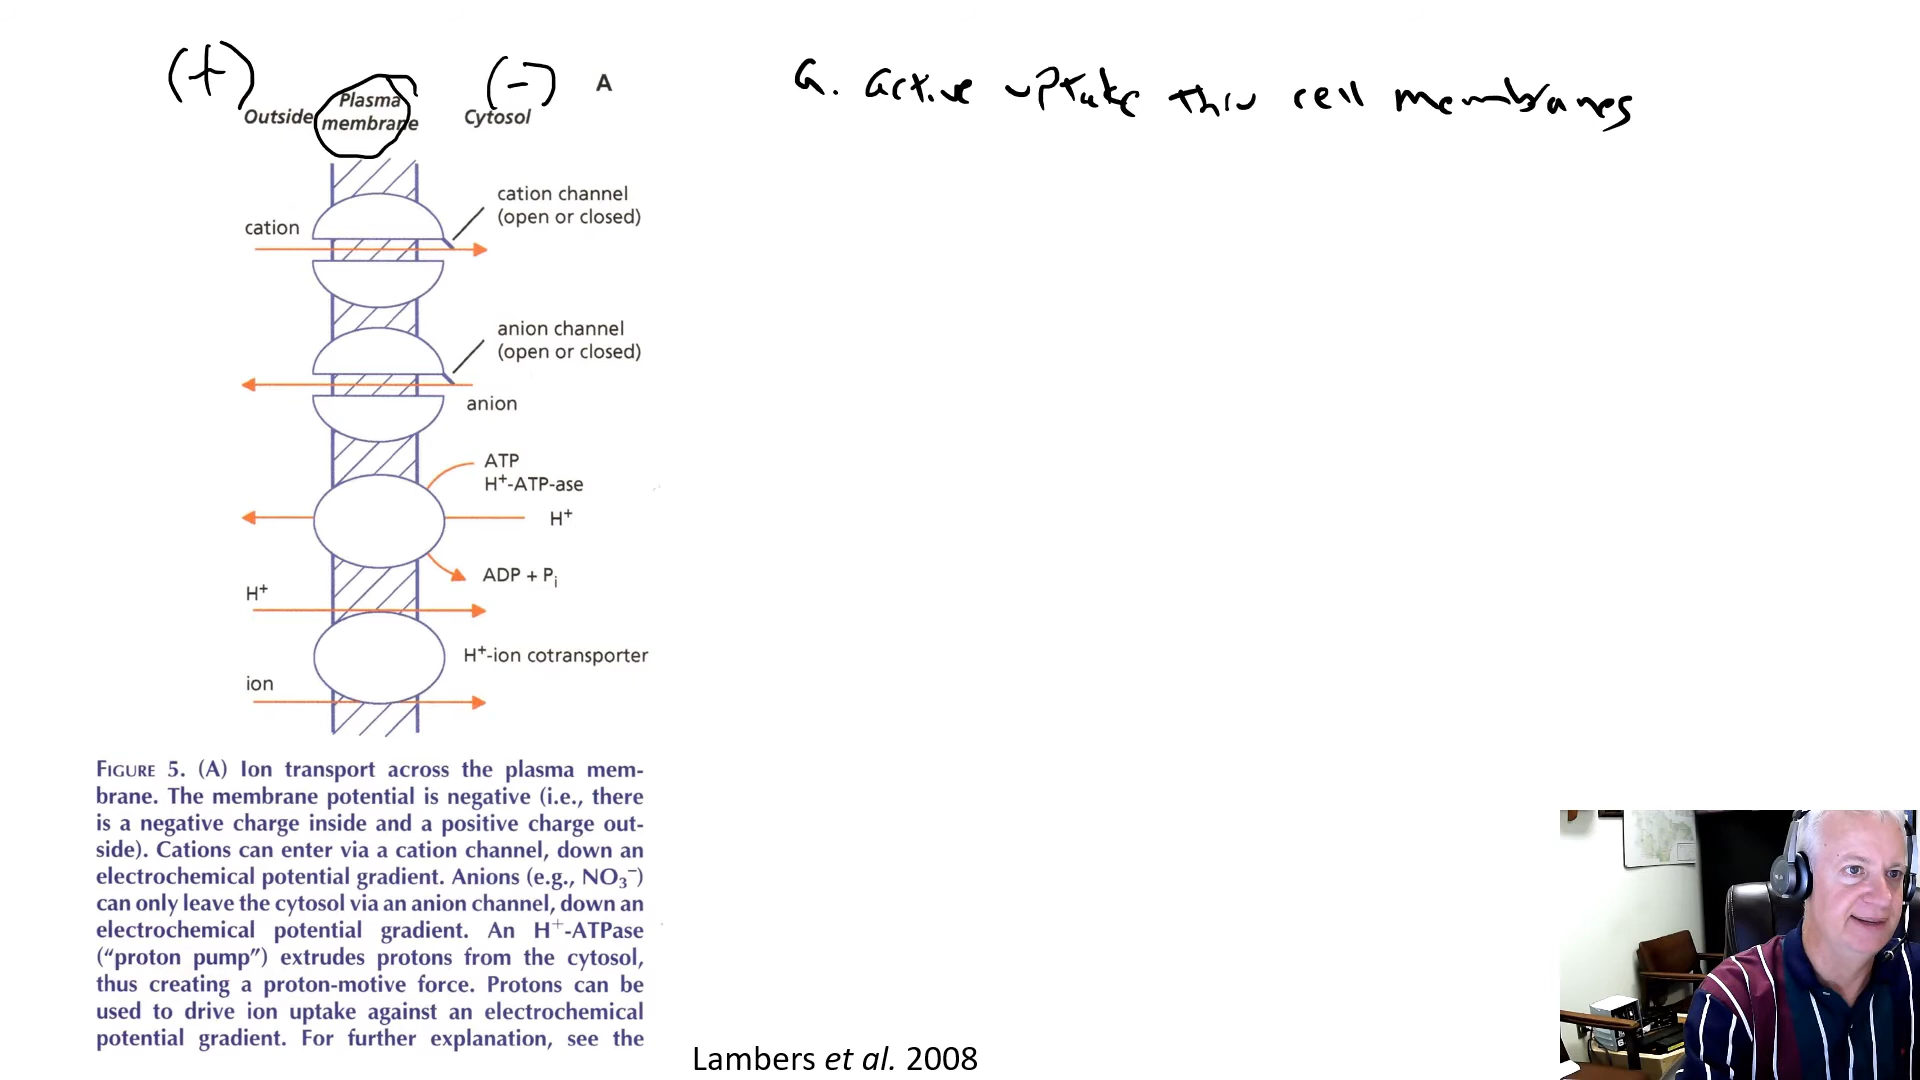 (+)
(-)
A
Outside
Plasma
membrane
Cytosol
a. active uptake thru cell membranes
cation channel
(open or closed)
cation
anion channel
(open or closed)
anion
ATP
H⁺-ATP-ase
H⁺
ADP + Pᵢ
H⁺
H⁺-ion cotransporter
ion
FIGURE 5. (A) Ion transport across the plasma mem-
brane. The membrane potential is negative (i.e., there
is a negative charge inside and a positive charge out-
side). Cations can enter via a cation channel, down an
electrochemical potential gradient. Anions (e.g., NO₃⁻)
can only leave the cytosol via an anion channel, down an
electrochemical potential gradient. An H⁺-ATPase
(“proton pump”) extrudes protons from the cytosol,
thus creating a proton-motive force. Protons can be
used to drive ion uptake against an electrochemical
potential gradient. For further explanation, see the
Lambers et al. 2008